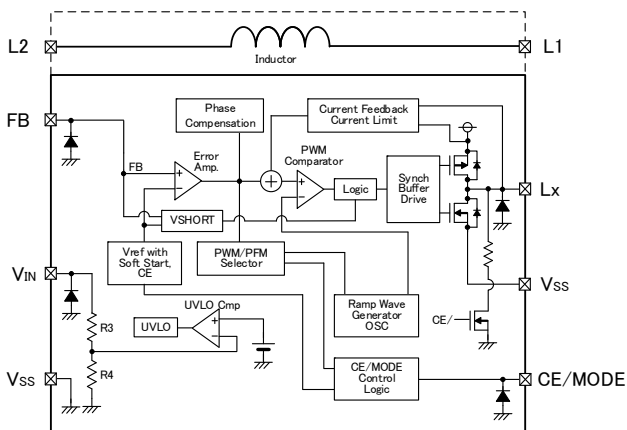 L2
L1
Inductor
FB
Phase
Compensation
Current Feedback
Current Limit
FB
Error
Amp.
PWM
Comparator
Logic
Synch
Buffer
Drive
Lx
VSHORT
Vref with
Soft Start,
CE
PWM/PFM
Selector
VIN
R3
UVLO Cmp
UVLO
Ramp Wave
Generator
OSC
CE/
VSS
R4
VSS
CE/MODE
Control
Logic
CE/MODE